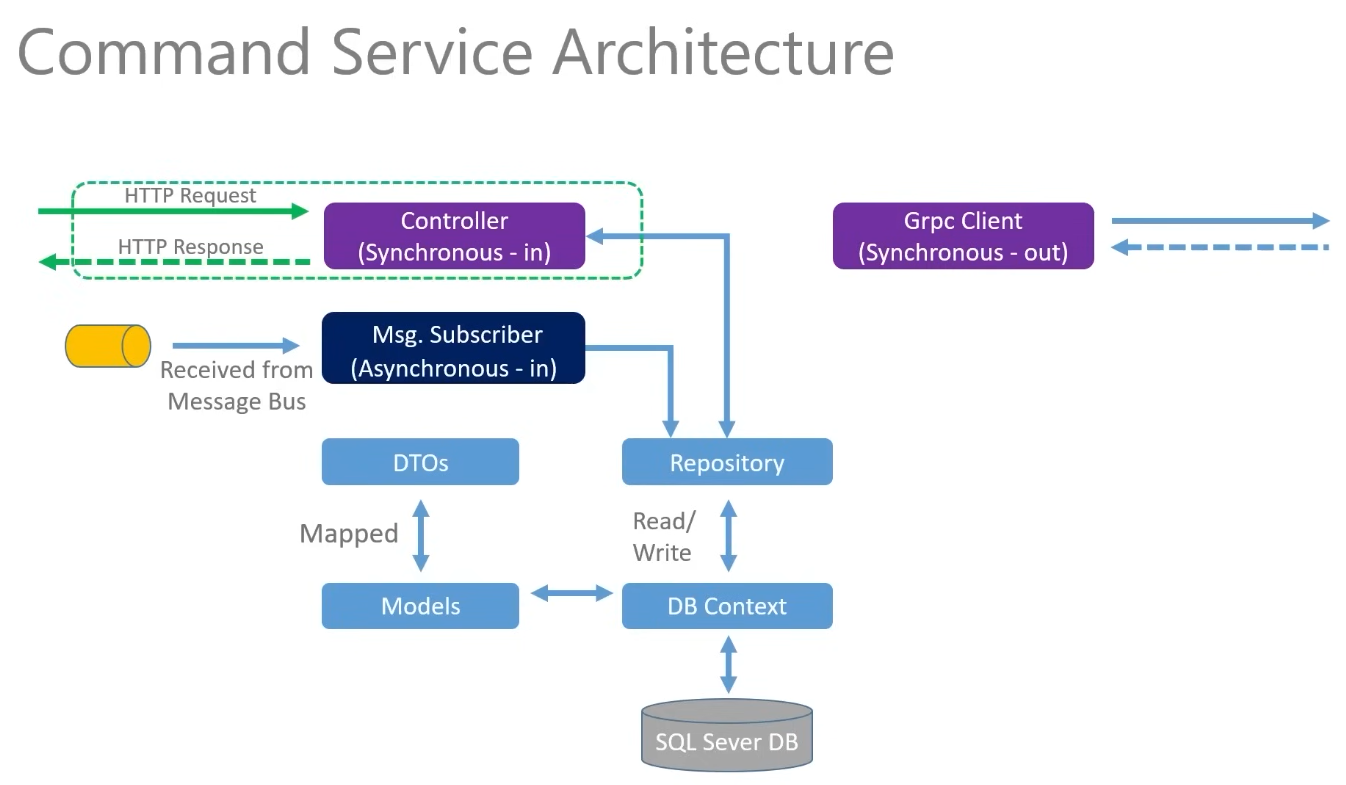 Command Service Architecture
HTTP Request
HTTP Response
Controller
(Synchronous - in)
Grpc Client
(Synchronous - out)
Msg. Subscriber
(Asynchronous - in)
Received from
Message Bus
DTOs
Repository
Mapped
Read/
Write
Models
DB Context
SQL Sever DB